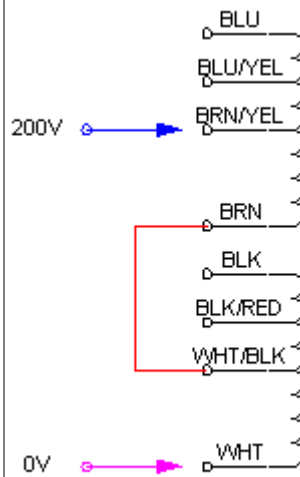 BLU
BLU/YEL
200V BRN/YEL
BRN
BLK
BLK/RED
WHT/BLK
0V WHT